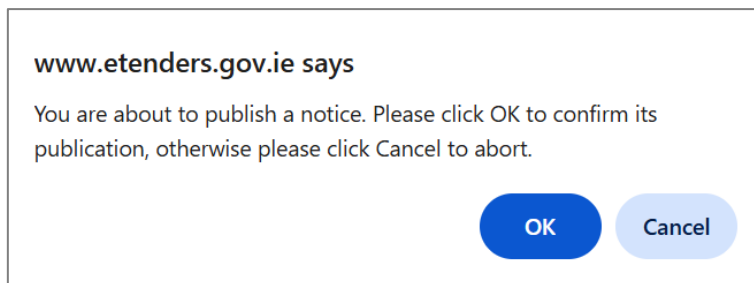 www.etenders.gov.ie says
You are about to publish a notice. Please click OK to confirm its
publication, otherwise please click Cancel to abort.
OK
Cancel